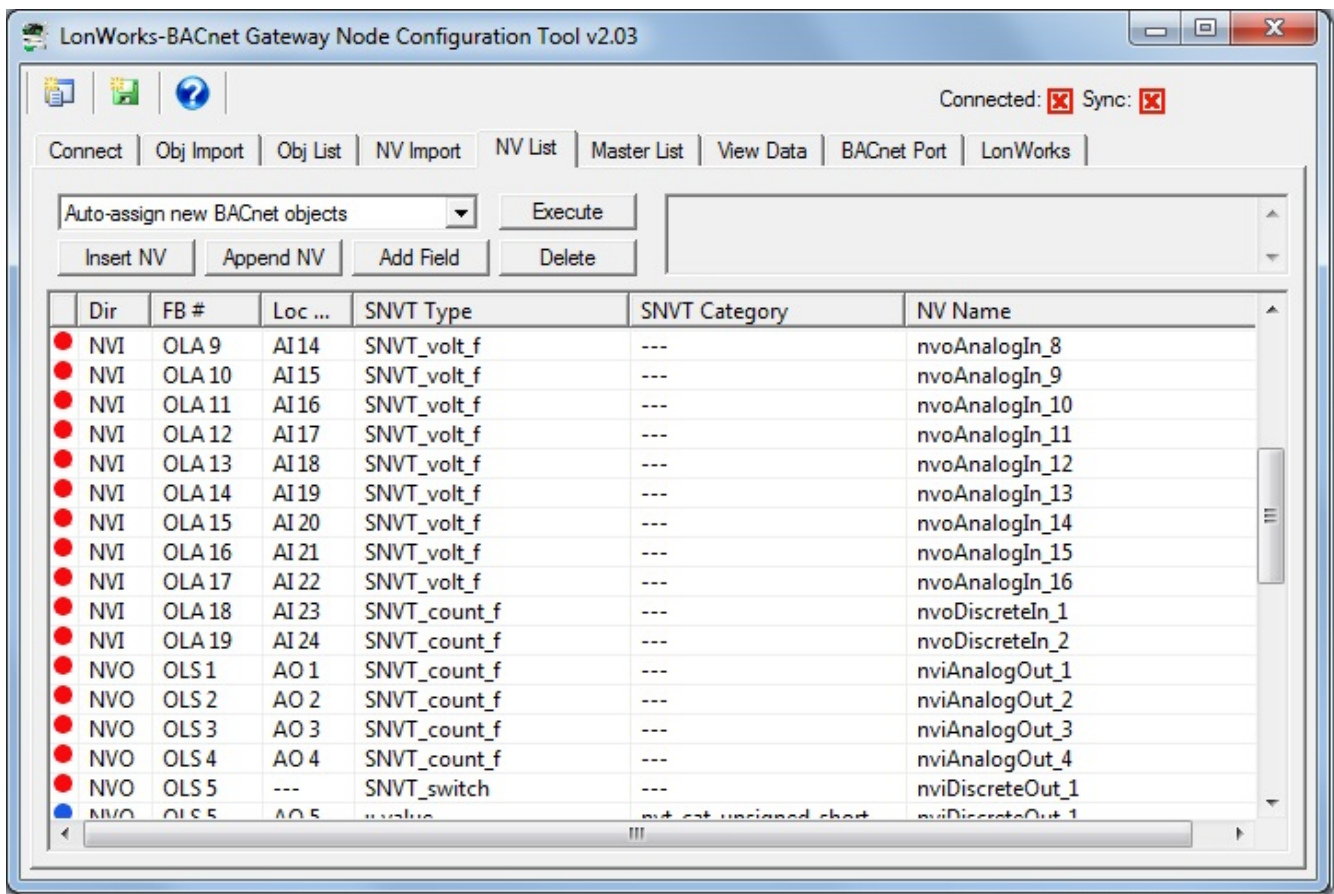 LonWorks-BACnet Gateway Node Configuration Tool v2.03
Connected: Sync:
Connect Obj Import Obj List NV Import NV List Master List View Data BACnet Port LonWorks
Auto-assign new BACnet objects Execute
Insert NV Append NV Add Field Delete
Dir FB # Loc ... SNVT Type SNVT Category NV Name
NVI OLA 9 AI 14 SNVT_volt_f --- nvoAnalogIn_8
NVI OLA 10 AI 15 SNVT_volt_f --- nvoAnalogIn_9
NVI OLA 11 AI 16 SNVT_volt_f --- nvoAnalogIn_10
NVI OLA 12 AI 17 SNVT_volt_f --- nvoAnalogIn_11
NVI OLA 13 AI 18 SNVT_volt_f --- nvoAnalogIn_12
NVI OLA 14 AI 19 SNVT_volt_f --- nvoAnalogIn_13
NVI OLA 15 AI 20 SNVT_volt_f --- nvoAnalogIn_14
NVI OLA 16 AI 21 SNVT_volt_f --- nvoAnalogIn_15
NVI OLA 17 AI 22 SNVT_volt_f --- nvoAnalogIn_16
NVI OLA 18 AI 23 SNVT_count_f --- nvoDiscreteIn_1
NVI OLA 19 AI 24 SNVT_count_f --- nvoDiscreteIn_2
NVO OLS 1 AO 1 SNVT_count_f --- nviAnalogOut_1
NVO OLS 2 AO 2 SNVT_count_f --- nviAnalogOut_2
NVO OLS 3 AO 3 SNVT_count_f --- nviAnalogOut_3
NVO OLS 4 AO 4 SNVT_count_f --- nviAnalogOut_4
NVO OLS 5 --- SNVT_switch --- nviDiscreteOut_1
NVO OLS 5 AO 5 u value nvt_cat_unsigned_short nviDiscreteOut_1